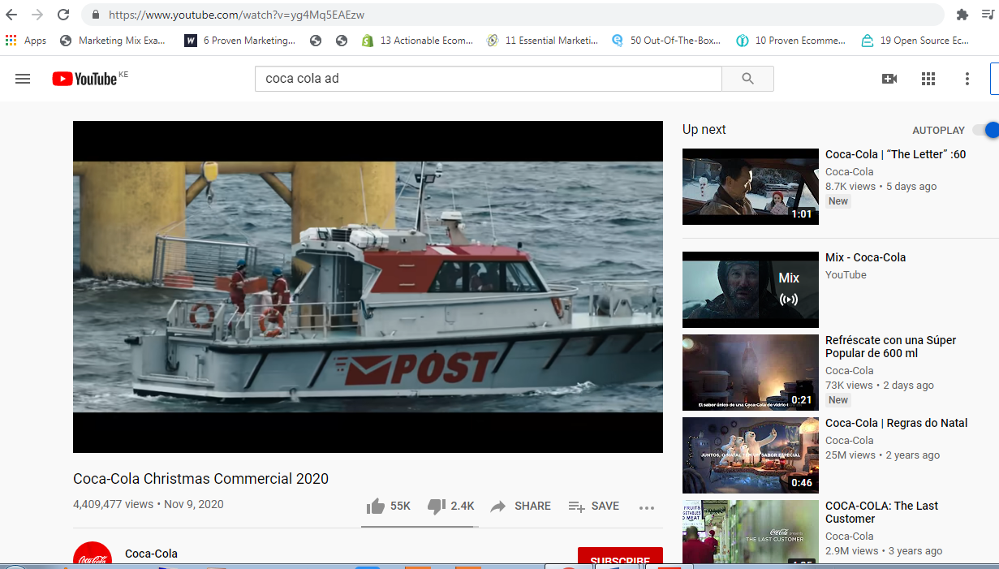 https://www.youtube.com/watch?v=yg4Mq5EAEzw
Apps
Marketing Mix Exa...
6 Proven Marketing...
13 Actionable Ecom...
11 Essential Marketi...
50 Out-Of-The-Box...
10 Proven Ecomme...
19 Open Source Ec...
YouTube KE
coca cola ad
POST
Coca-Cola Christmas Commercial 2020
4,409,477 views • Nov 9, 2020
55K
2.4K
SHARE
SAVE
Coca-Cola
Coca-Cola
SUBSCRIBE
Up next
AUTOPLAY
1:01
Coca-Cola | “The Letter” :60
Coca-Cola
8.7K views • 5 days ago
New
Mix
Mix - Coca-Cola
YouTube
El sabor único de una Coca-Cola de vidrio
0:21
Refréscate con una Súper
Popular de 600 ml
Coca-Cola
73K views • 2 days ago
New
JUNTOS, O NATAL TEM UM SABOR ESPECIAL
0:46
Coca-Cola | Regras do Natal
Coca-Cola
25M views • 2 years ago
FRUITS
MEAT
Coca-Cola presents
THE LAST CUSTOMER
COCA-COLA: The Last
Customer
Coca-Cola
2.9M views • 3 years ago